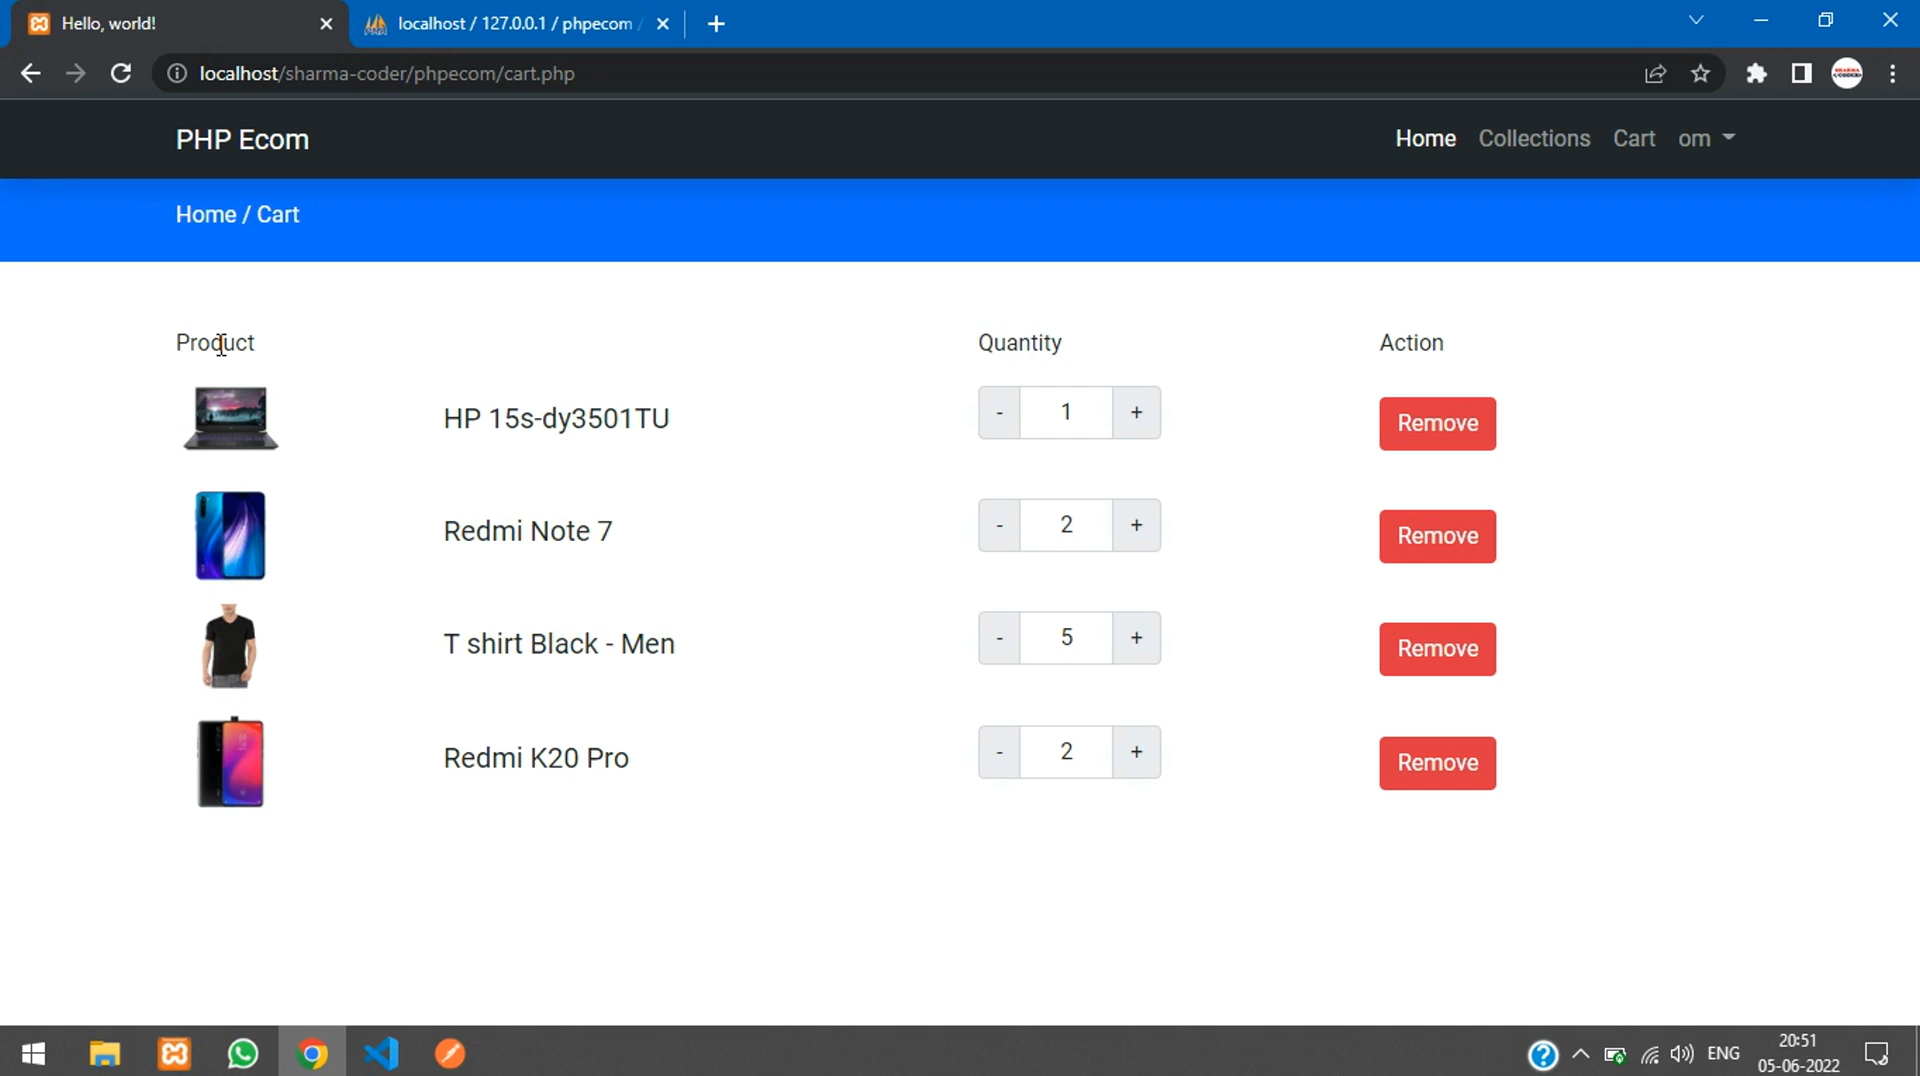 Hello, world!
localhost / 127.0.0.1 / phpecom /
localhost/sharma-coder/phpecom/cart.php
PHP Ecom
Home Collections Cart om
Home / Cart
Product Quantity Action
HP 15s-dy3501TU - 1 + Remove
Redmi Note 7 - 2 + Remove
T shirt Black - Men - 5 + Remove
Redmi K20 Pro - 2 + Remove
ENG
20:51
05-06-2022